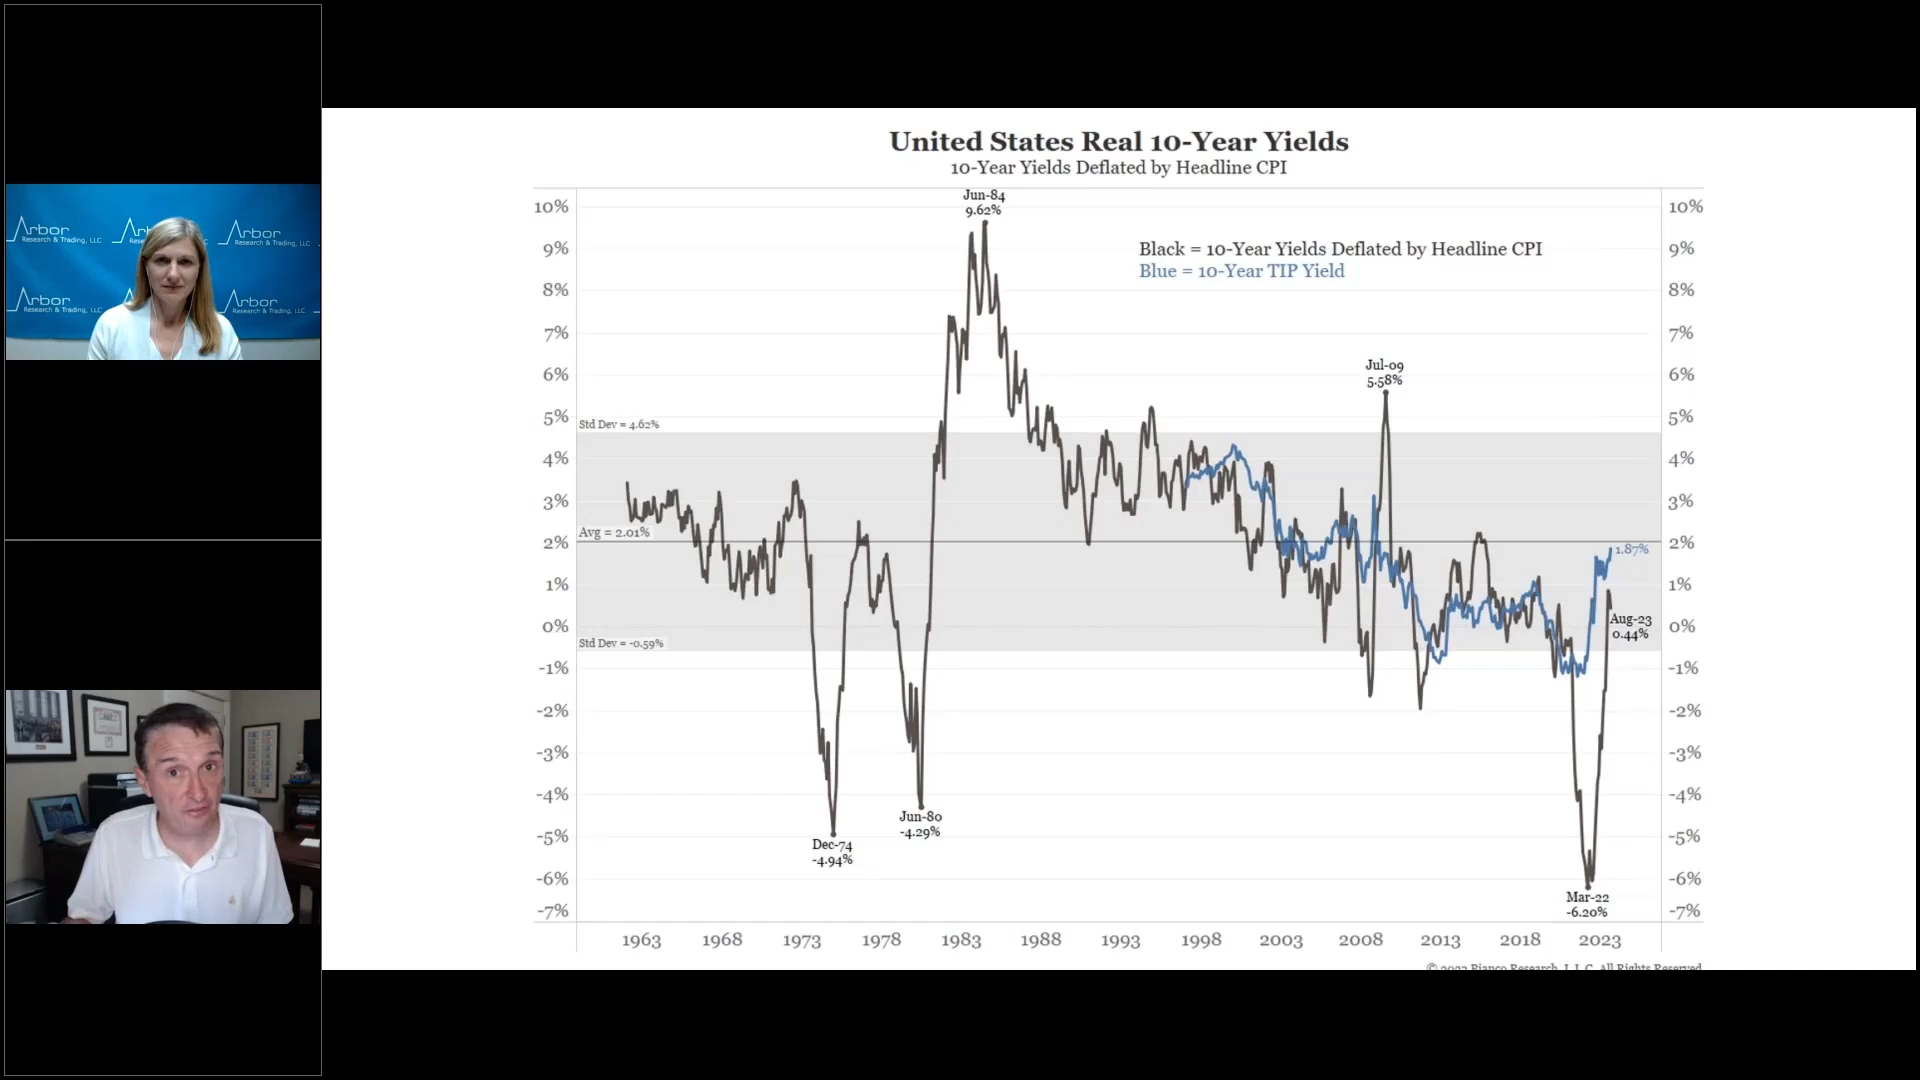 Arbor
Research & Trading, LLC
Arbor
Research & Trading, LLC
Arbor
Research & Trading, LLC
Arbor
Research & Trading, LLC
United States Real 10-Year Yields
10-Year Yields Deflated by Headline CPI
Jun-84
9.62%
Black = 10-Year Yields Deflated by Headline CPI
Blue = 10-Year TIP Yield
Jul-09
5.58%
10%
9%
8%
7%
6%
5%
4%
3%
2%
1%
0%
-1%
-2%
-3%
-4%
-5%
-6%
-7%
10%
9%
8%
7%
6%
5%
4%
3%
2%
1%
0%
-1%
-2%
-3%
-4%
-5%
-6%
-7%
Std Dev = 4.62%
Avg = 2.01%
Std Dev = -0.59%
1.87%
Aug-23
0.44%
Jun-80
-4.29%
Dec-74
-4.94%
Mar-22
-6.20%
1963 1968 1973 1978 1983 1988 1993 1998 2003 2008 2013 2018 2023
© 2023 Bianco Research, L.L.C. All Rights Reserved